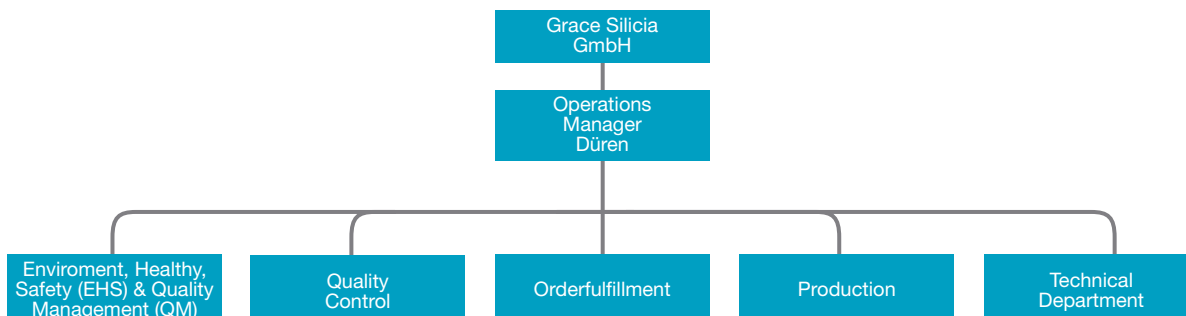 Grace Silicia
GmbH
Operations
Manager
Düren
Enviroment, Healthy,
Safety (EHS) & Quality
Management (QM)
Quality
Control
Orderfulfillment
Production
Technical
Department